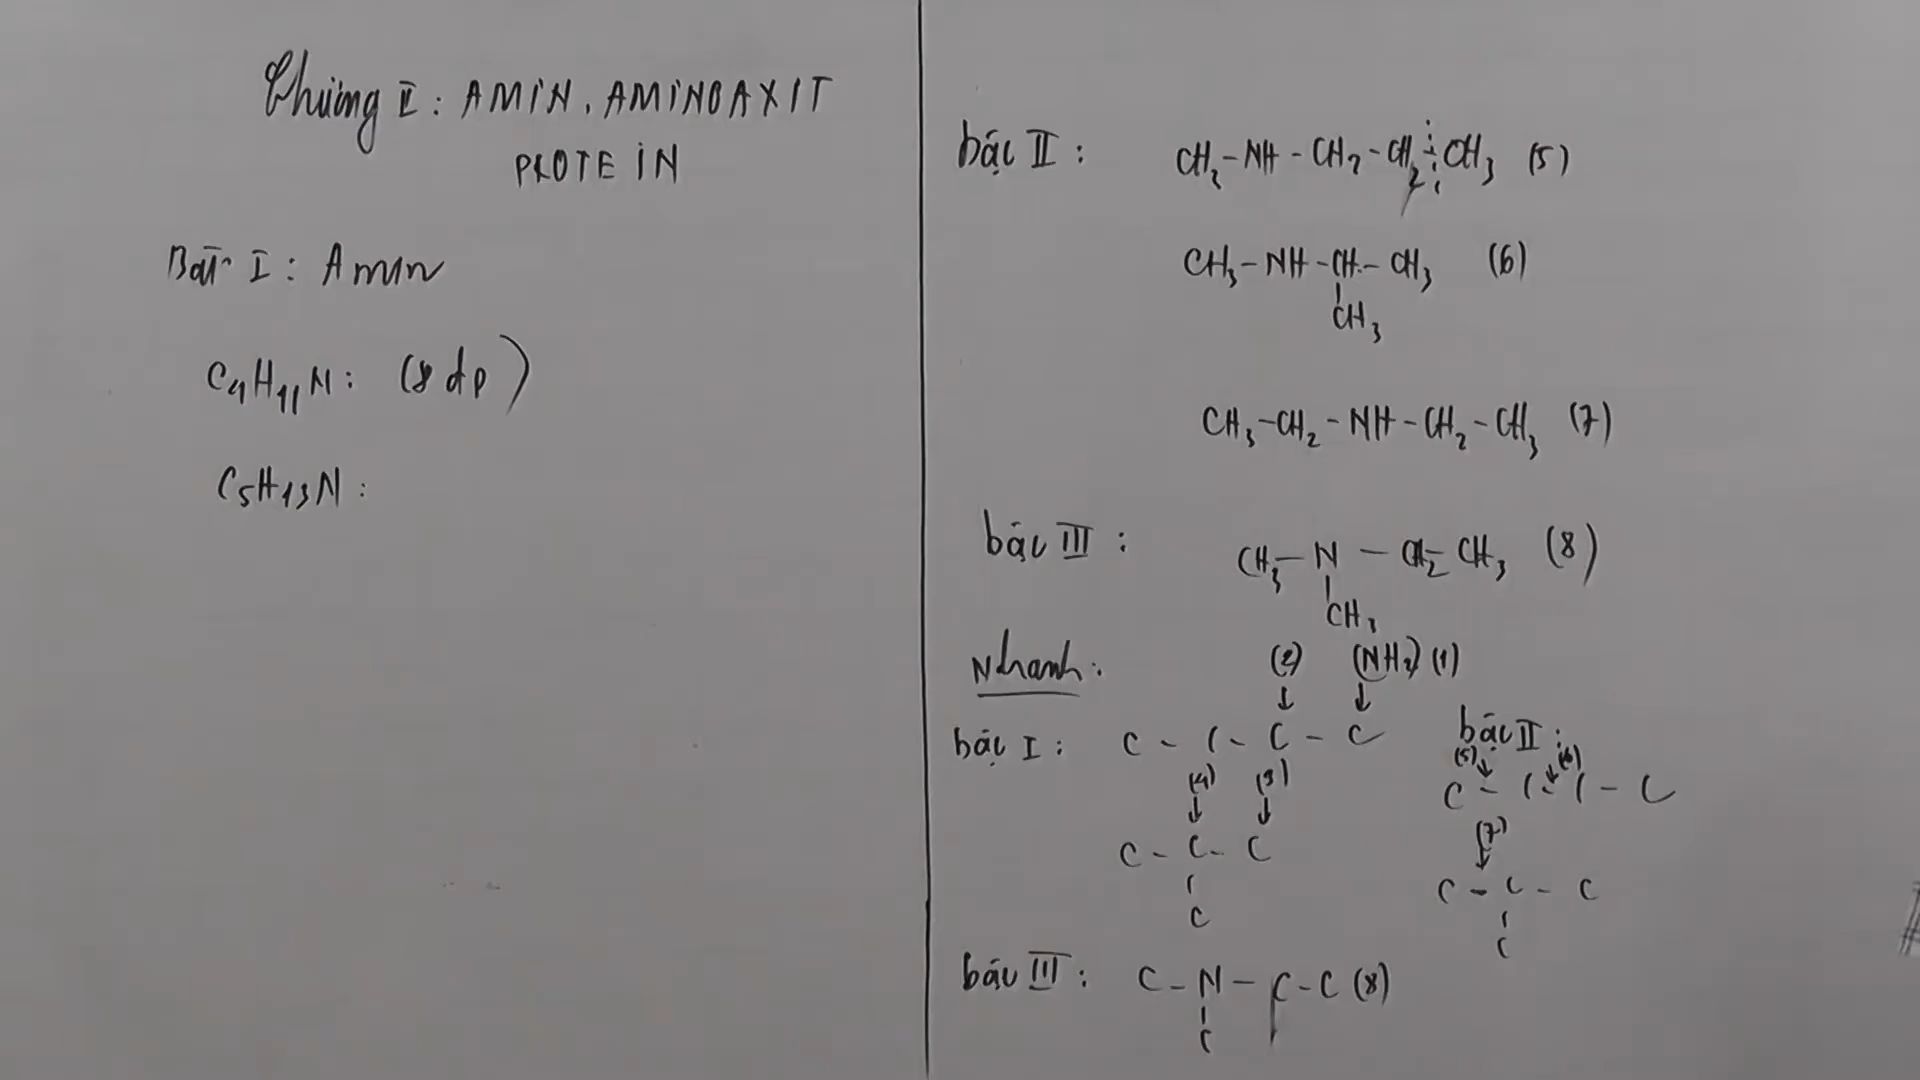 Chương II: AMIN, AMINOAXIT
PROTEIN
Bài I: Amin
C4H11N: (8 đp)
C5H13N:
bậc II: CH3-NH-CH2-CH2-CH3 (5)
CH3-NH-CH-CH3 (6)
CH3
CH3-CH2-NH-CH2-CH3 (7)
bậc III: CH3-N-CH2-CH3 (8)
CH3
Nhanh:
(2) (NH2) (1)
bậc I: C-C-C-C
(4) (3)
C-C-C
C
bậc II:
(5) (6)
C-C-C-C
(7)
C-C-C
C
bậc III: C-N-C-C (8)
C